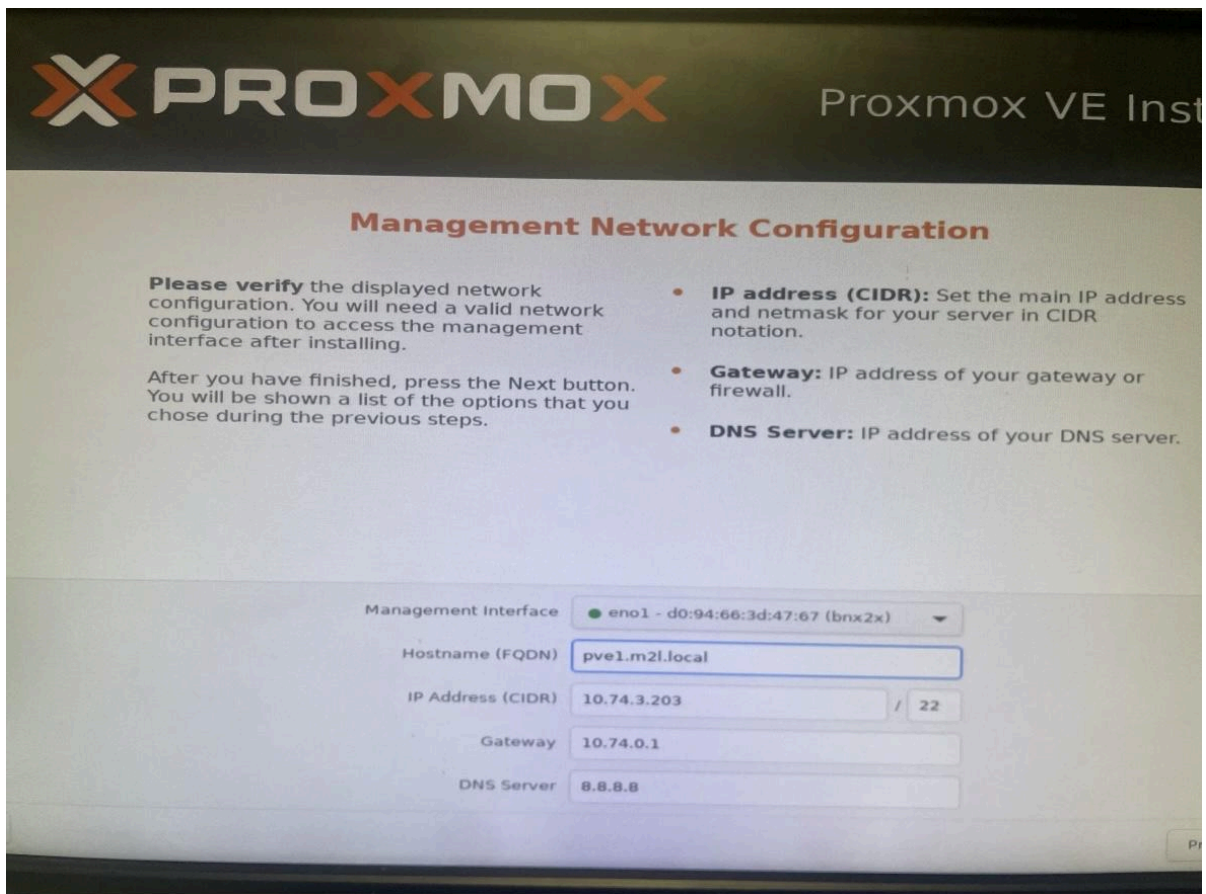 PROXMOX
Proxmox VE Inst
Management Network Configuration
Please verify the displayed network
configuration. You will need a valid network
configuration to access the management
interface after installing.
After you have finished, press the Next button.
You will be shown a list of the options that you
chose during the previous steps.
• IP address (CIDR): Set the main IP address
and netmask for your server in CIDR
notation.
• Gateway: IP address of your gateway or
firewall.
• DNS Server: IP address of your DNS server.
Management Interface eno1 - d0:94:66:3d:47:67 (bnx2x)
Hostname (FQDN) pve1.m2l.local
IP Address (CIDR) 10.74.3.203 / 22
Gateway 10.74.0.1
DNS Server 8.8.8.8
Pr